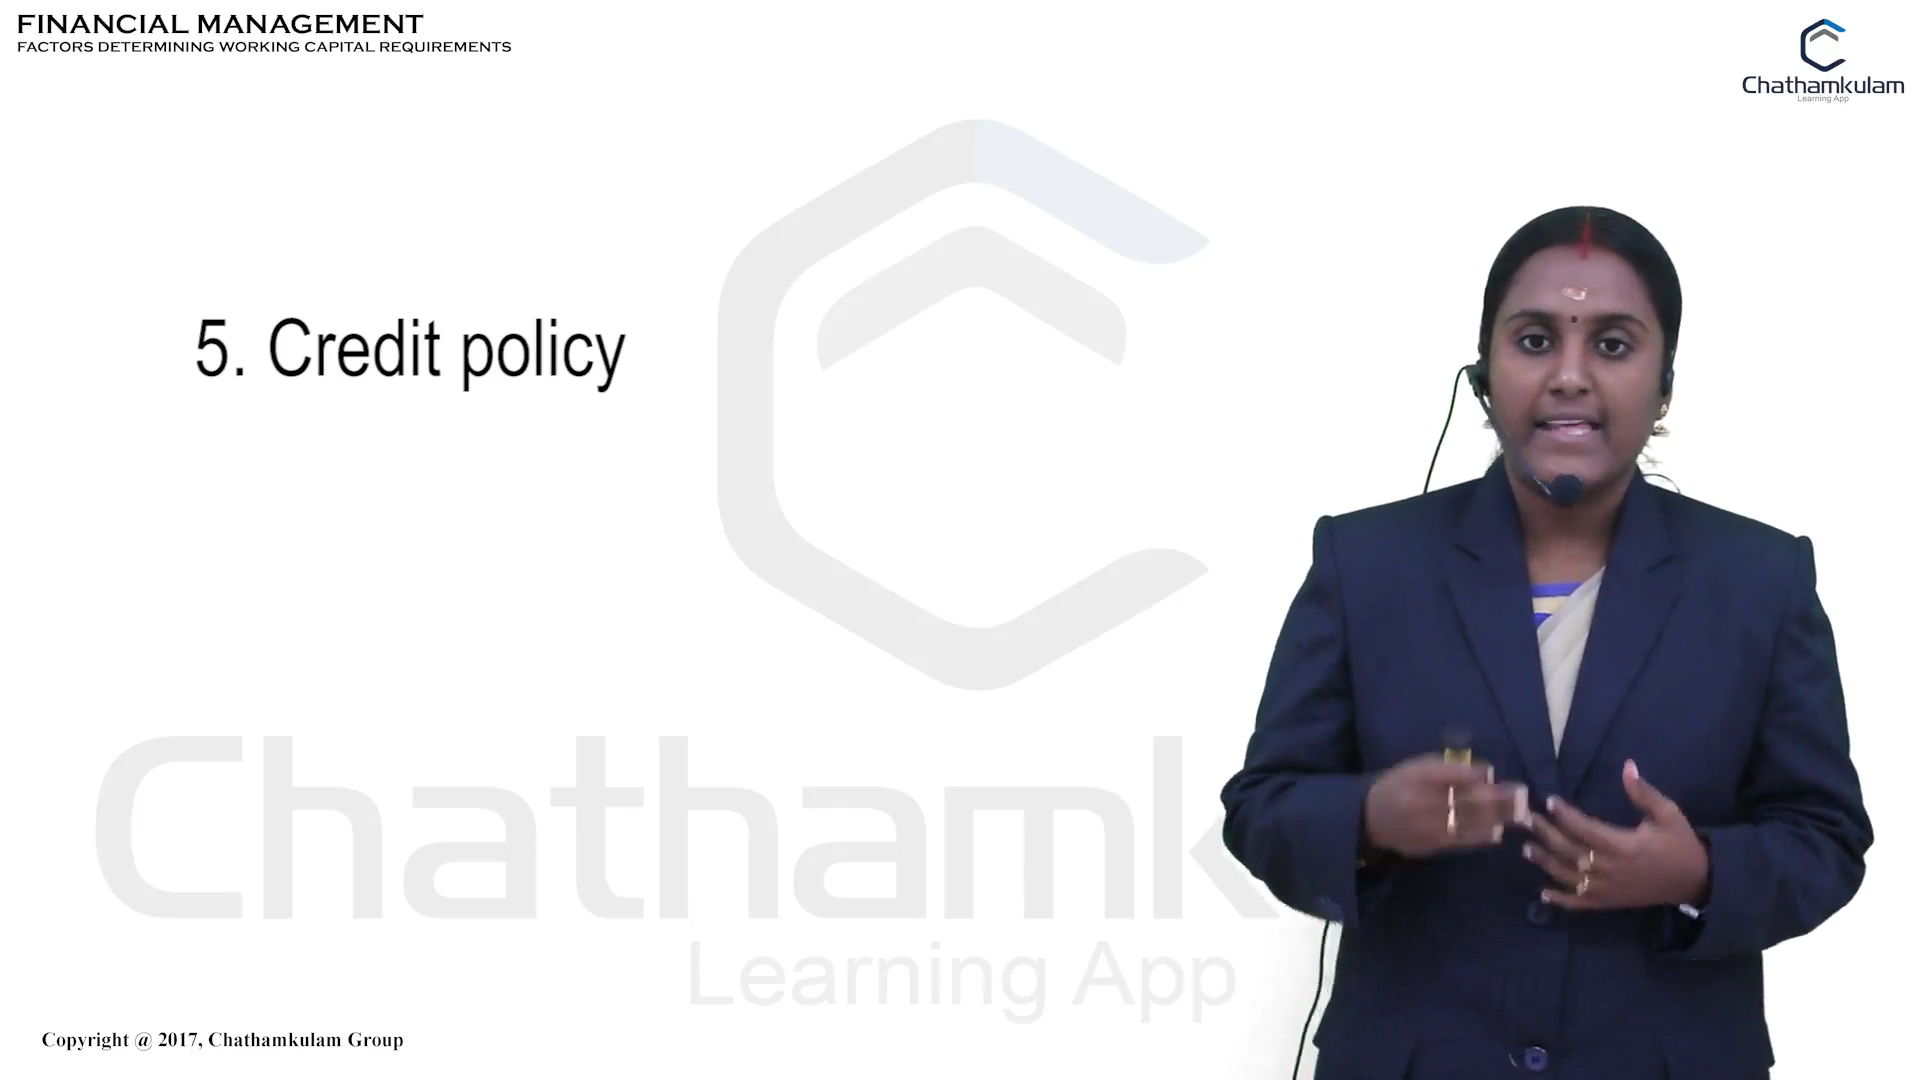 FINANCIAL MANAGEMENT
FACTORS DETERMINING WORKING CAPITAL REQUIREMENTS
Chathamkulam
Learning App
5. Credit policy
Chathamk
Learning App
Copyright @ 2017, Chathamkulam Group